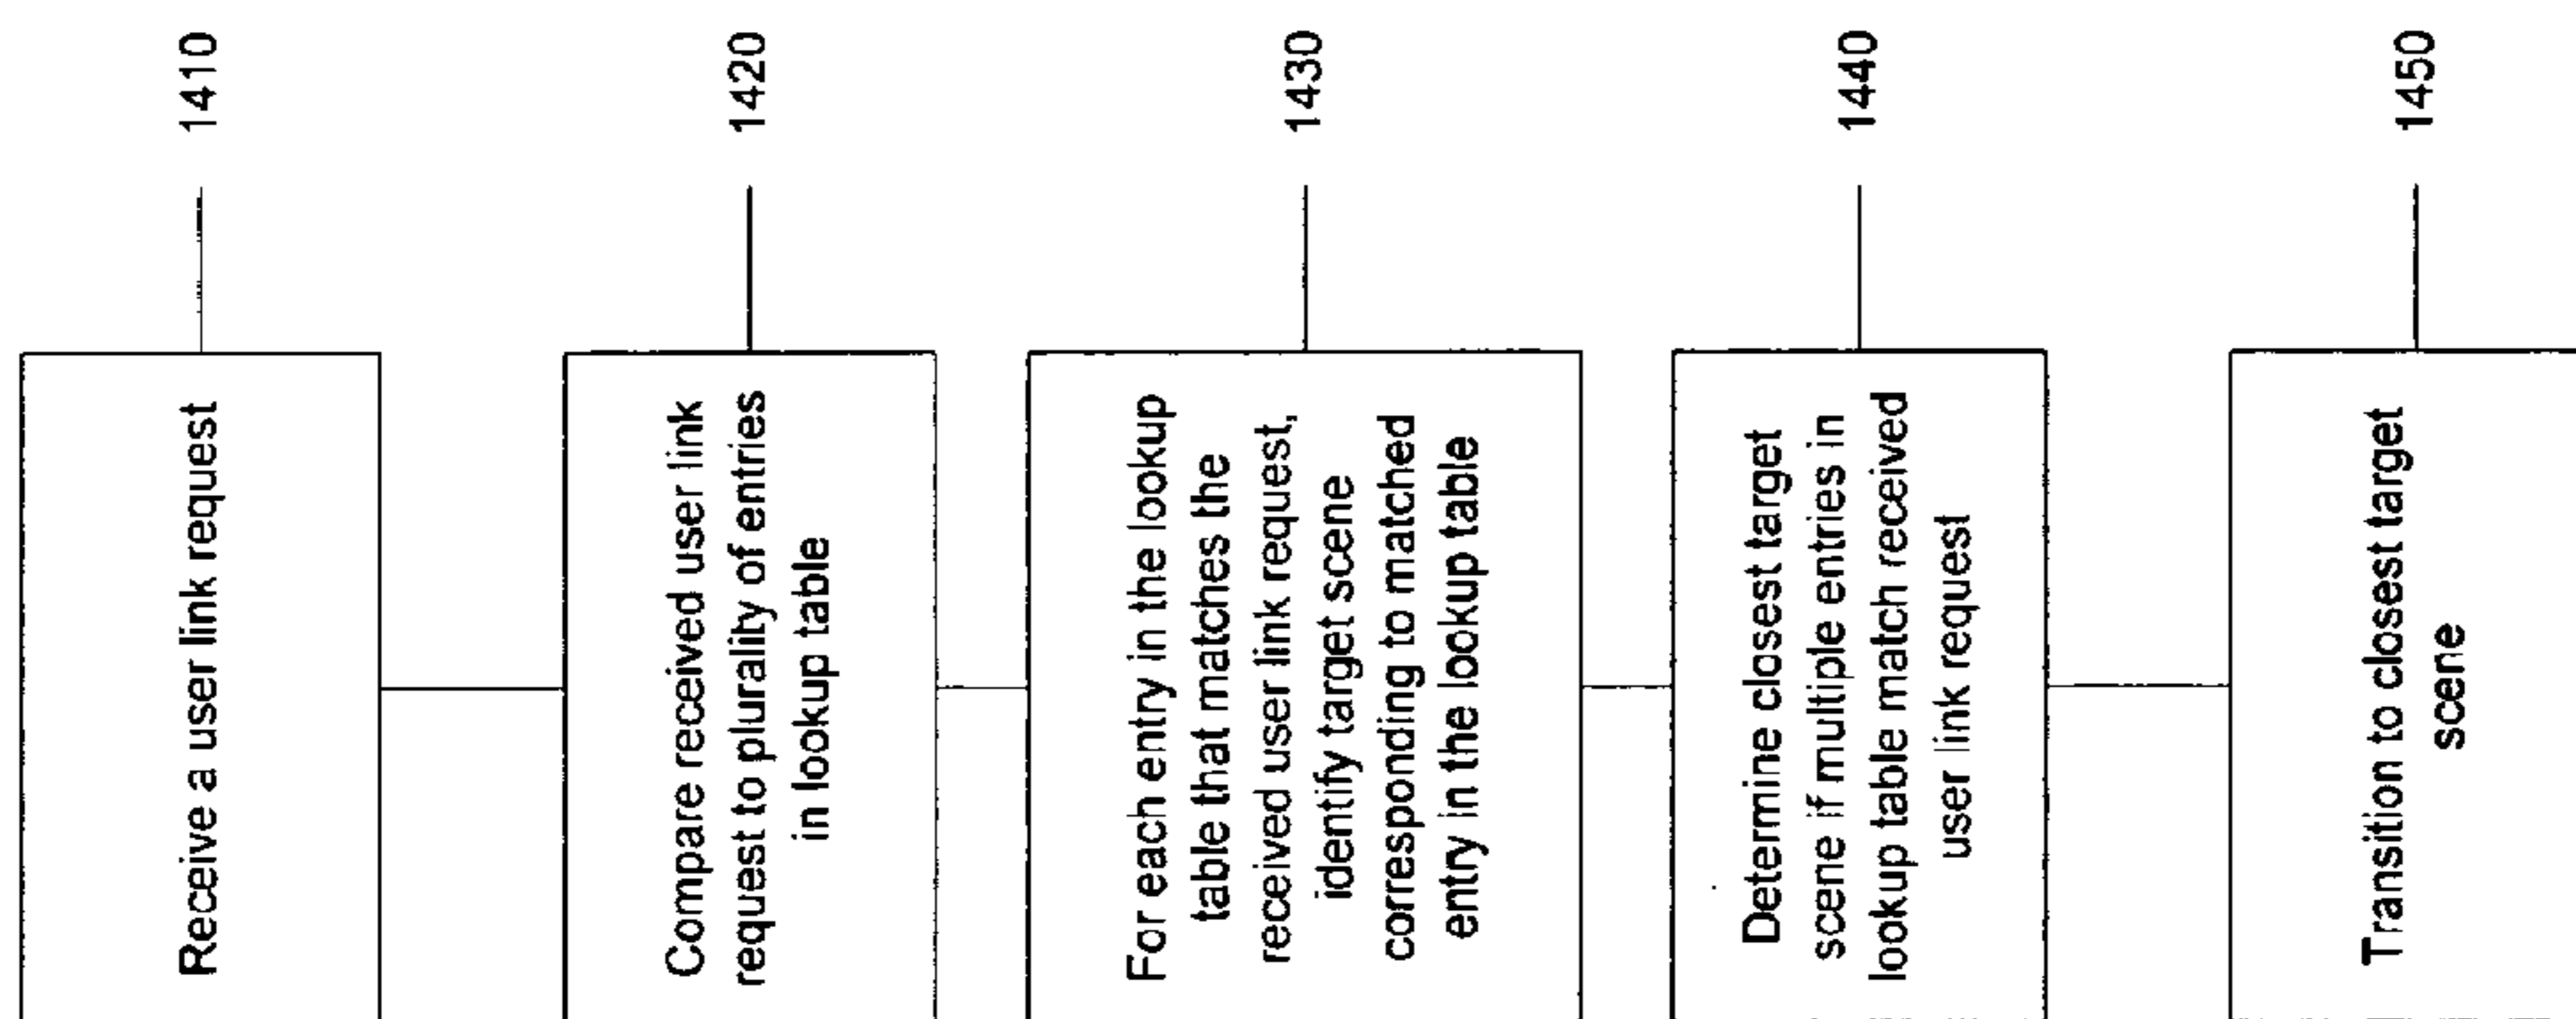 Receive a user link request
1410
Compare received user link
request to plurality of entries
in lookup table
1420
For each entry in the lookup
table that matches the
received user link request,
identify target scene
corresponding to matched
entry in the lookup table
1430
Determine closest target
scene if multiple entries in
lookup table match received
user link request
1440
Transition to closest target
scene
1450